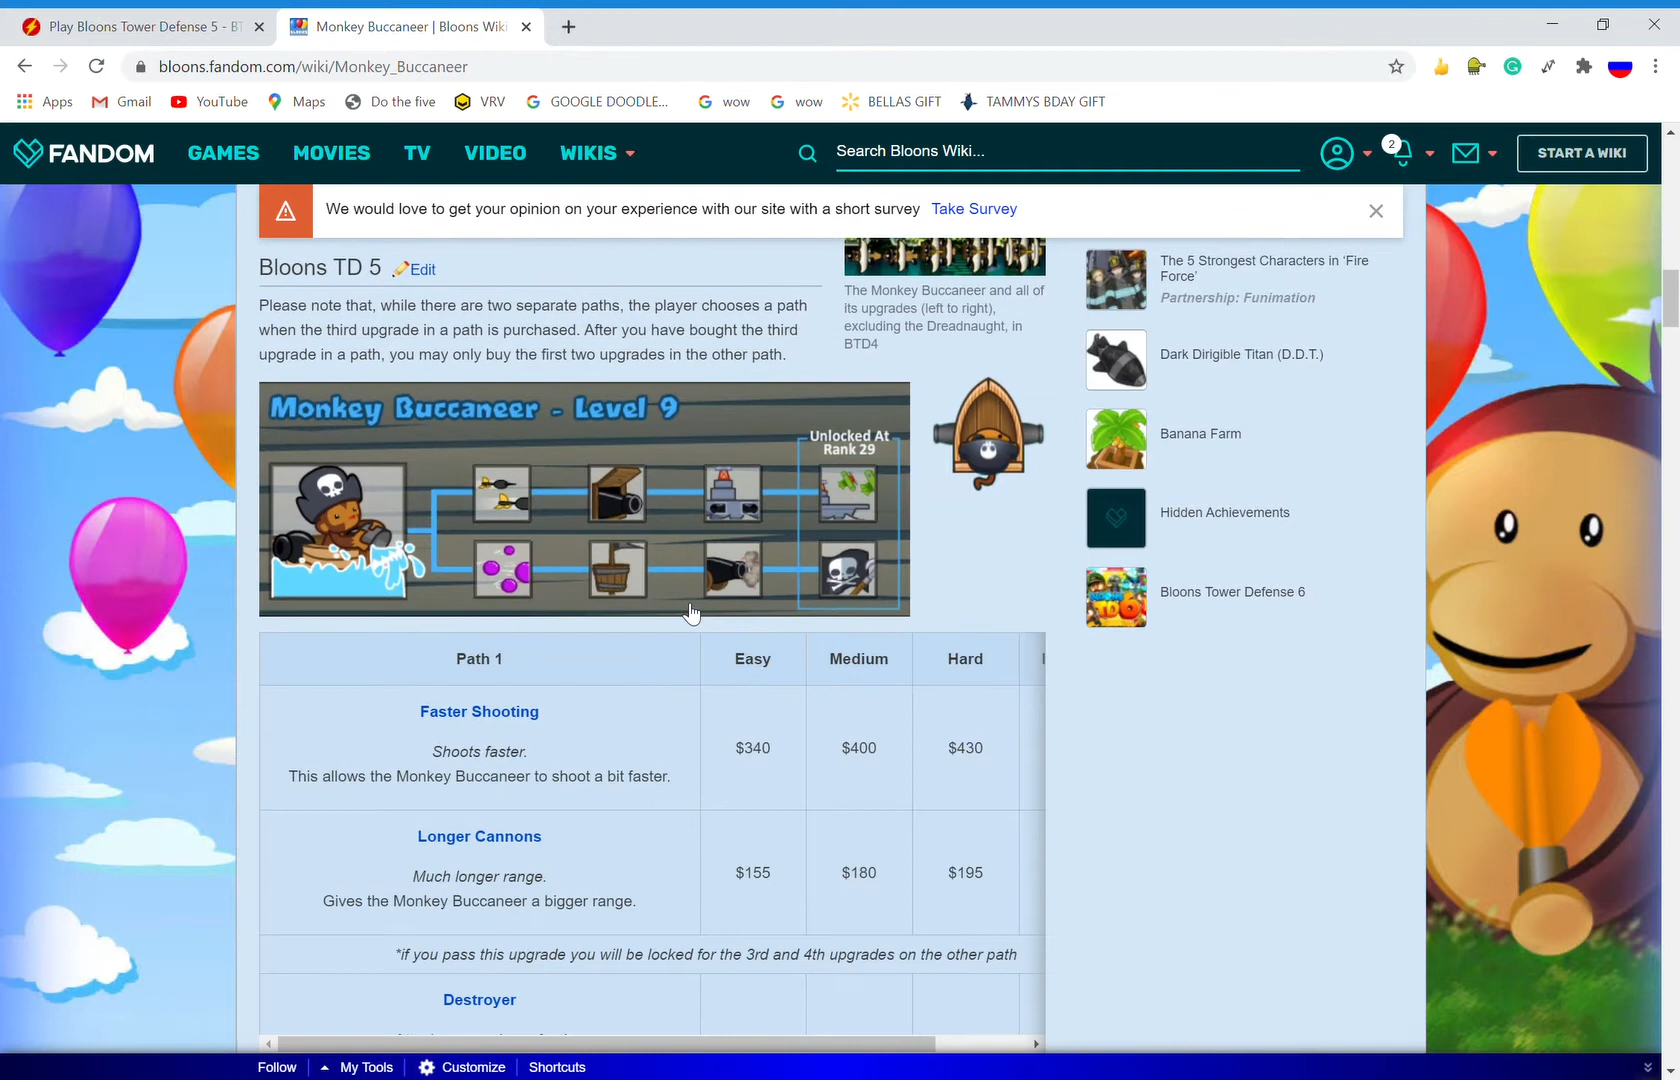 Play Bloons Tower Defense 5 - BT
Monkey Buccaneer | Bloons Wiki
bloons.fandom.com/wiki/Monkey_Buccaneer
Apps
Gmail
YouTube
Maps
Do the five
VRV
GOOGLE DOODLE...
wow
wow
BELLAS GIFT
TAMMYS BDAY GIFT
FANDOM
GAMES
MOVIES
TV
VIDEO
WIKIS
Search Bloons Wiki...
2
START A WIKI
We would love to get your opinion on your experience with our site with a short survey Take Survey
Bloons TD 5 Edit
Please note that, while there are two separate paths, the player chooses a path
when the third upgrade in a path is purchased. After you have bought the third
upgrade in a path, you may only buy the first two upgrades in the other path.
The Monkey Buccaneer and all of
its upgrades (left to right),
excluding the Dreadnaught, in
BTD4
The 5 Strongest Characters in ‘Fire
Force’
Partnership: Funimation
Dark Dirigible Titan (D.D.T.)
Banana Farm
Hidden Achievements
Bloons Tower Defense 6
Monkey Buccaneer - Level 9
Unlocked At
Rank 29
Path 1 Easy Medium Hard
Faster Shooting
Shoots faster.
This allows the Monkey Buccaneer to shoot a bit faster.
$340 $400 $430
Longer Cannons
Much longer range.
Gives the Monkey Buccaneer a bigger range.
$155 $180 $195
*if you pass this upgrade you will be locked for the 3rd and 4th upgrades on the other path
Destroyer
Follow
My Tools
Customize
Shortcuts